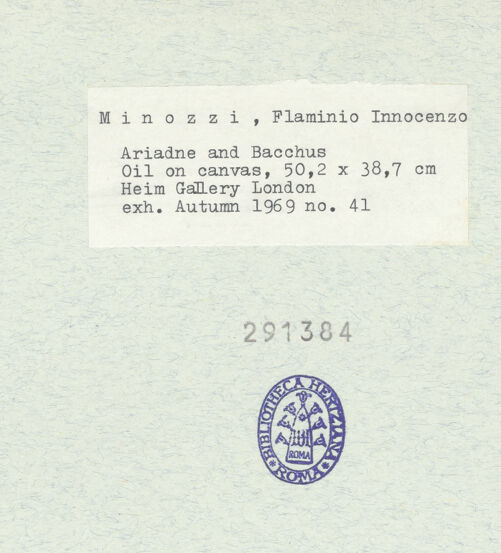 Minozzi, Flaminio Innocenzo
Ariadne and Bacchus
Oil on canvas, 50,2 x 38,7 cm
Heim Gallery London
exh. Autumn 1969 no. 41
291384
BIBLIOTHECA HERTZIANA
ROMA
ROMA